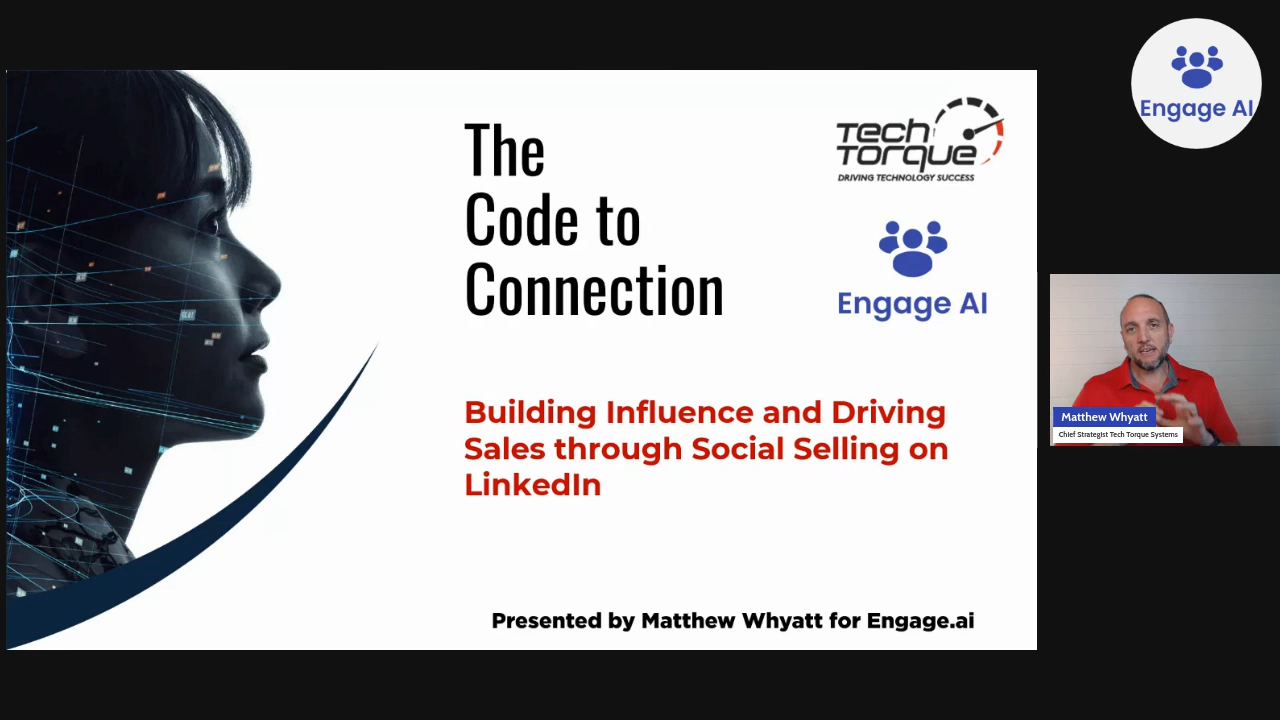 The
Code to
Connection
Tech
Torque
DRIVING TECHNOLOGY SUCCESS
Engage AI
Building Influence and Driving
Sales through Social Selling on
LinkedIn
Presented by Matthew Whyatt for Engage.ai
Engage AI
Matthew Whyatt
Chief Strategist Tech Torque Systems